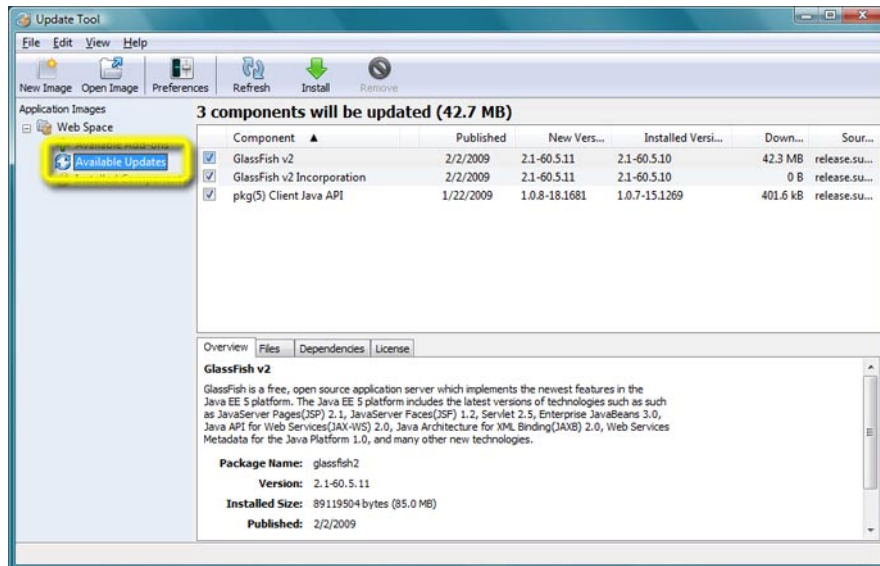 Update Tool
File Edit View Help
New Image Open Image Preferences Refresh Install Remove
Application Images
3 components will be updated (42.7 MB)
Web Space
Available Add-ons
Available Updates
Component ▲ Published New Vers... Installed Versi... Down... Sour...
GlassFish v2 2/2/2009 2.1-60.5.11 2.1-60.5.10 42.3 MB release.su...
GlassFish v2 Incorporation 2/2/2009 2.1-60.5.11 2.1-60.5.10 0 B release.su...
pkg(5) Client Java API 1/22/2009 1.0.8-18.1681 1.0.7-15.1269 401.6 kB release.su...
Overview Files Dependencies License
GlassFish v2
GlassFish is a free, open source application server which implements the newest features in the
Java EE 5 platform. The Java EE 5 platform includes the latest versions of technologies such as such
as JavaServer Pages(JSP) 2.1, JavaServer Faces(JSF) 1.2, Servlet 2.5, Enterprise JavaBeans 3.0,
Java API for Web Services(JAX-WS) 2.0, Java Architecture for XML Binding(JAXB) 2.0, Web Services
Metadata for the Java Platform 1.0, and many other new technologies.
Package Name: glassfish2
Version: 2.1-60.5.11
Installed Size: 89119504 bytes (85.0 MB)
Published: 2/2/2009